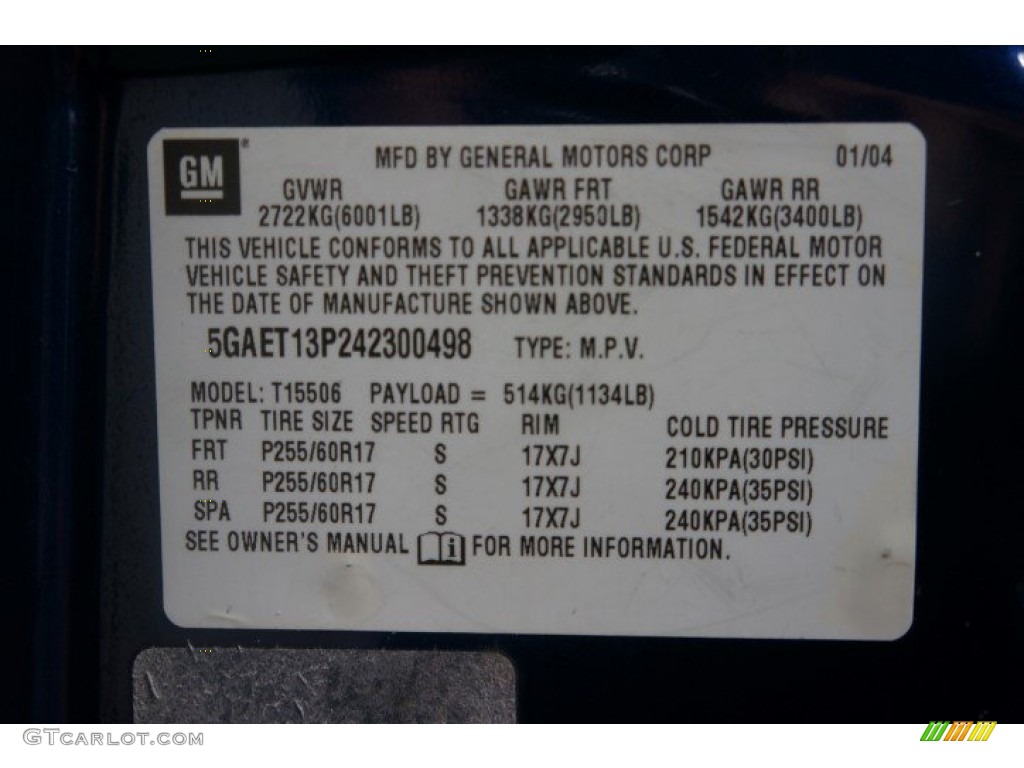 GM® MFD BY GENERAL MOTORS CORP 01/04
GVWR GAWR FRT GAWR RR
2722KG(6001LB) 1338KG(2950LB) 1542KG(3400LB)
THIS VEHICLE CONFORMS TO ALL APPLICABLE U.S. FEDERAL MOTOR
VEHICLE SAFETY AND THEFT PREVENTION STANDARDS IN EFFECT ON
THE DATE OF MANUFACTURE SHOWN ABOVE.
5GAET13P242300498 TYPE: M.P.V.
MODEL: T15506 PAYLOAD = 514KG(1134LB)
TPNR TIRE SIZE SPEED RTG RIM COLD TIRE PRESSURE
FRT P255/60R17 S 17X7J 210KPA(30PSI)
RR P255/60R17 S 17X7J 240KPA(35PSI)
SPA P255/60R17 S 17X7J 240KPA(35PSI)
SEE OWNER'S MANUAL i FOR MORE INFORMATION.
GTCARLOT.COM